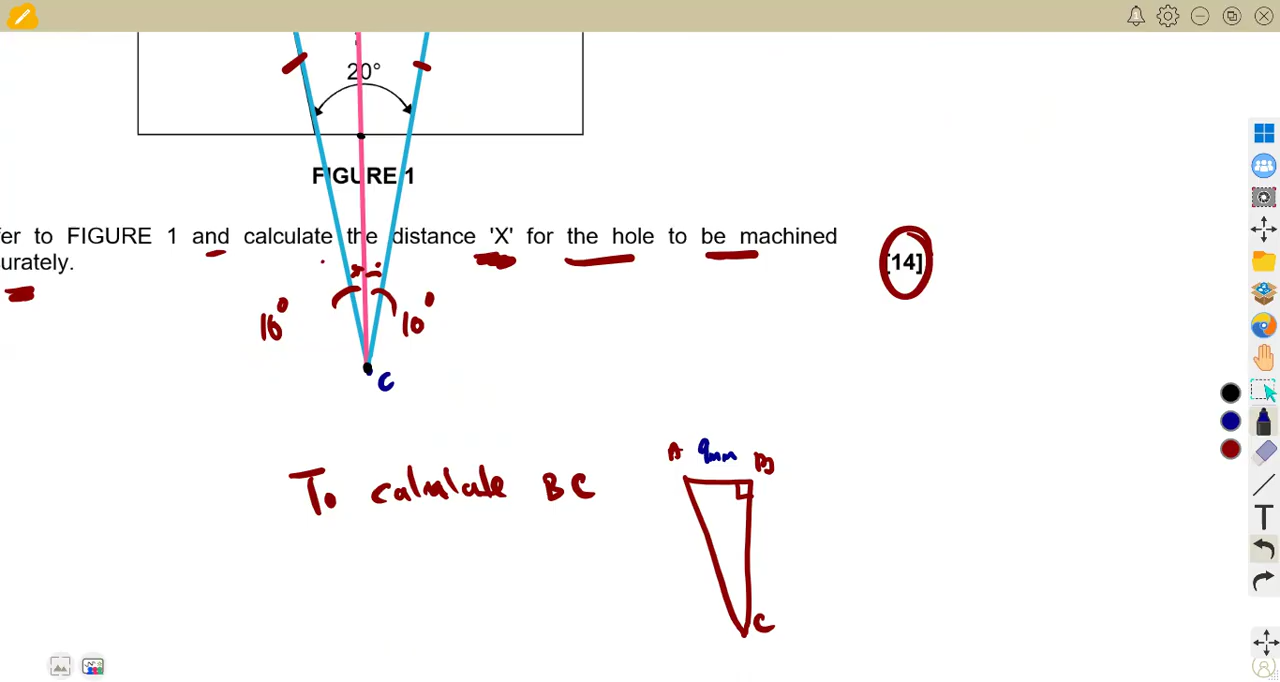 20°
FIGURE 1
fer to FIGURE 1 and calculate the distance 'X' for the hole to be machined
urately.
[14]
10° 10°
C
To calculate BC
A 9mm B
C